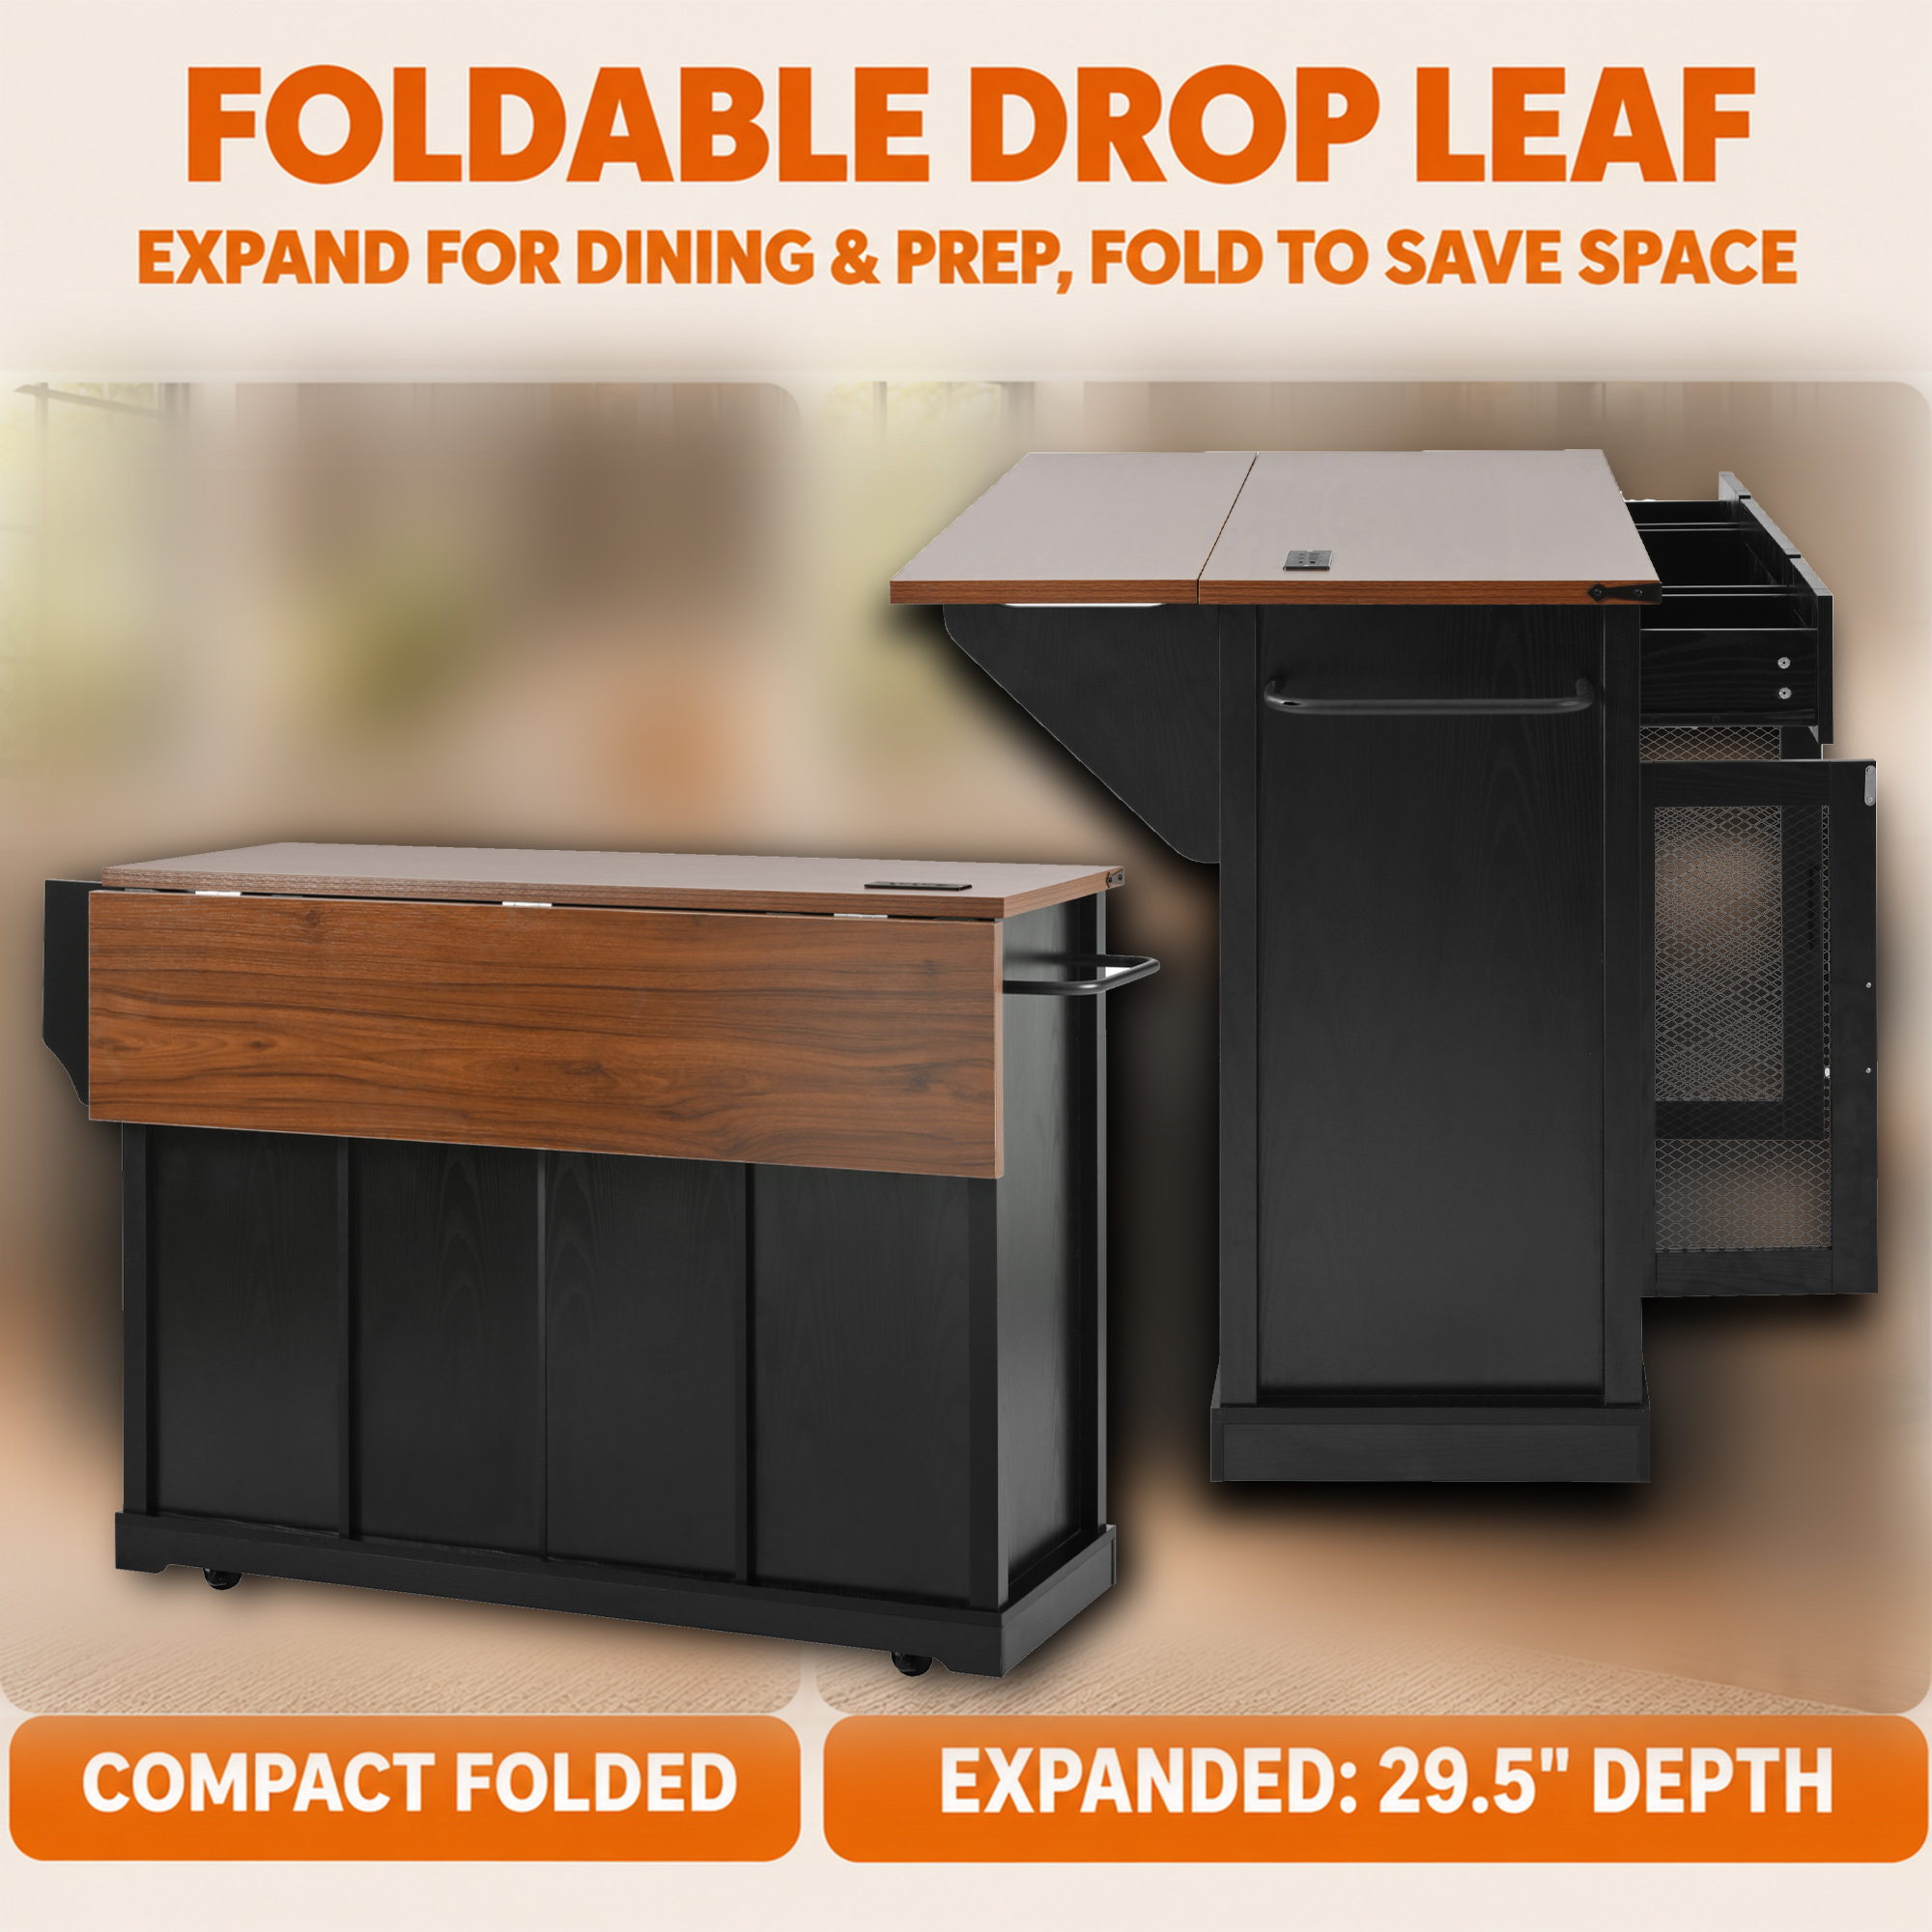 FOLDABLE DROP LEAF
EXPAND FOR DINING & PREP, FOLD TO SAVE SPACE
COMPACT FOLDED
EXPANDED: 29.5" DEPTH